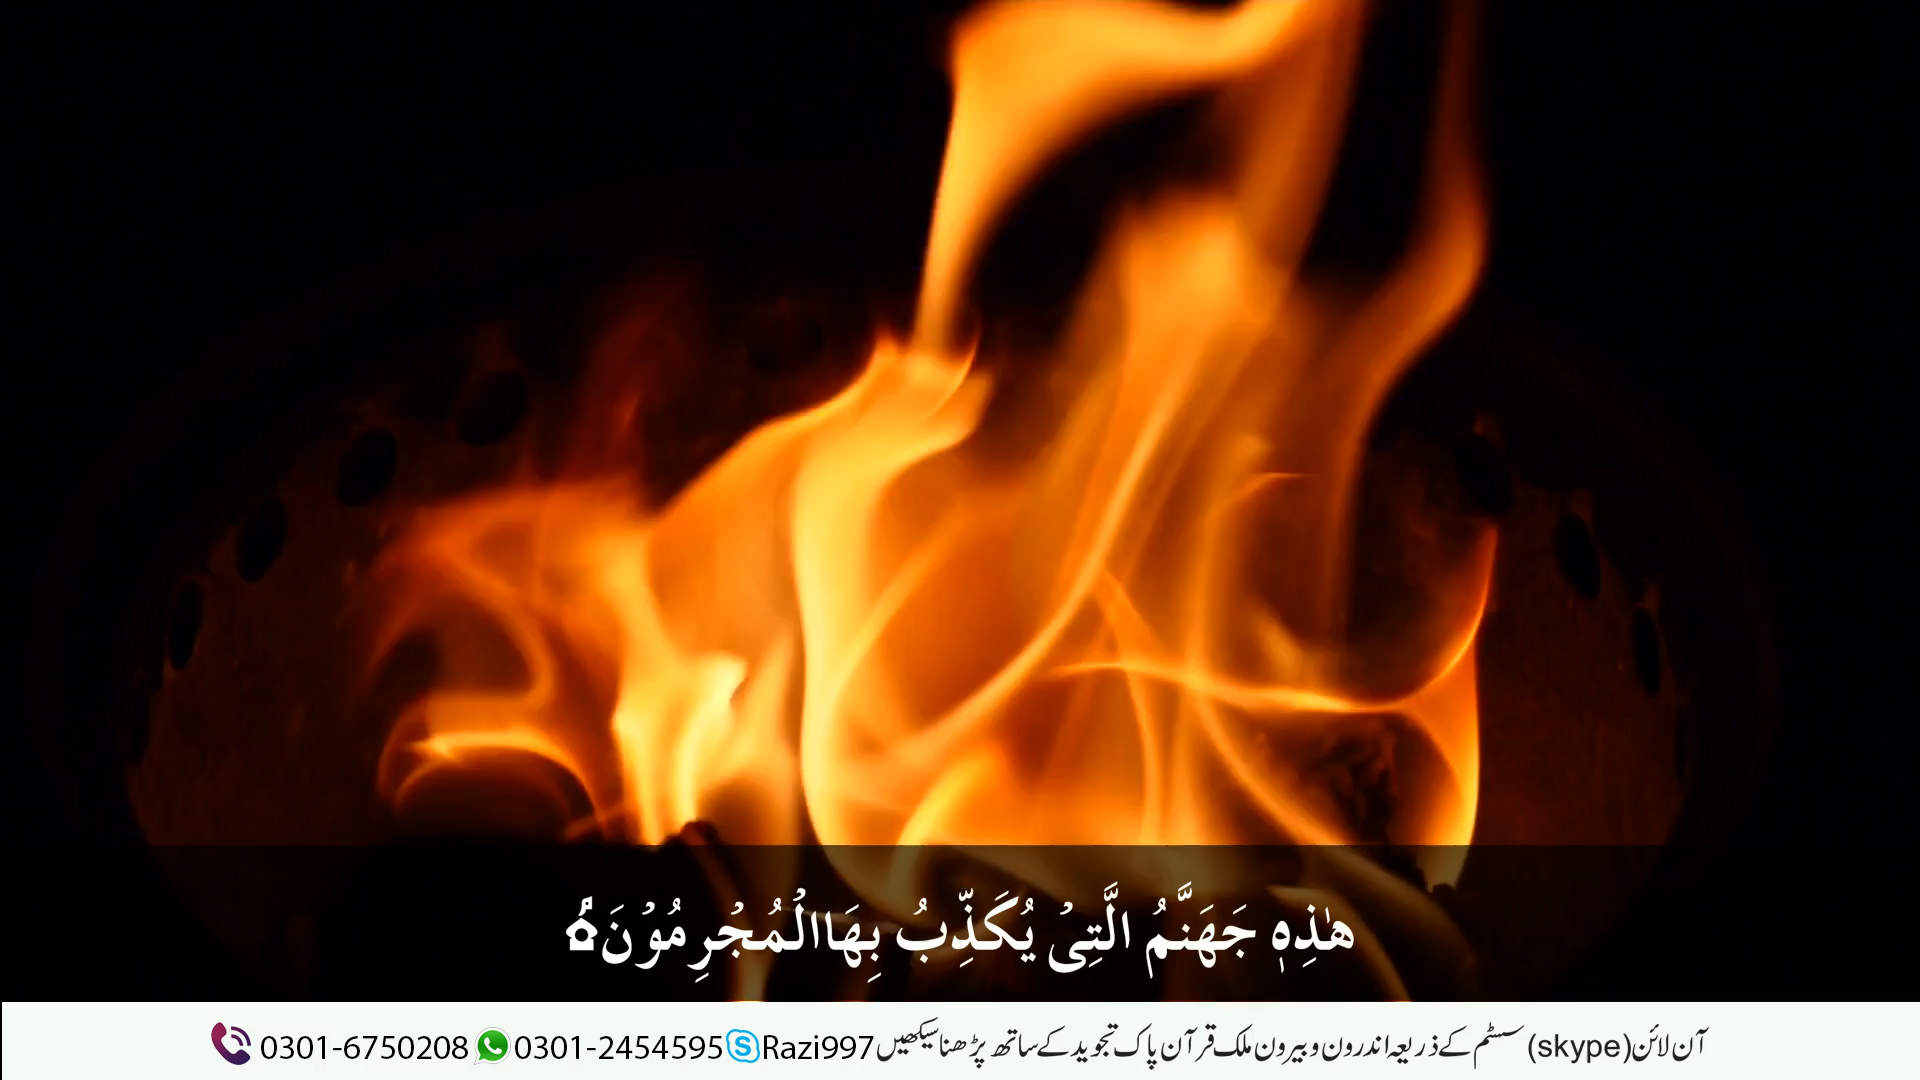 هٰذِهٖ جَهَنَّمُ الَّتِیۡ یُکَذِّبُ بِهَاالۡمُجۡرِمُوۡنَ ۘ﴿ۙ
آن لائن(skype) سسٹم کے ذریعہ اندرون و بیرون ملک قرآن پاک تجوید کے ساتھ پڑھنا سیکھیں Razi997 0301-2454595 0301-6750208